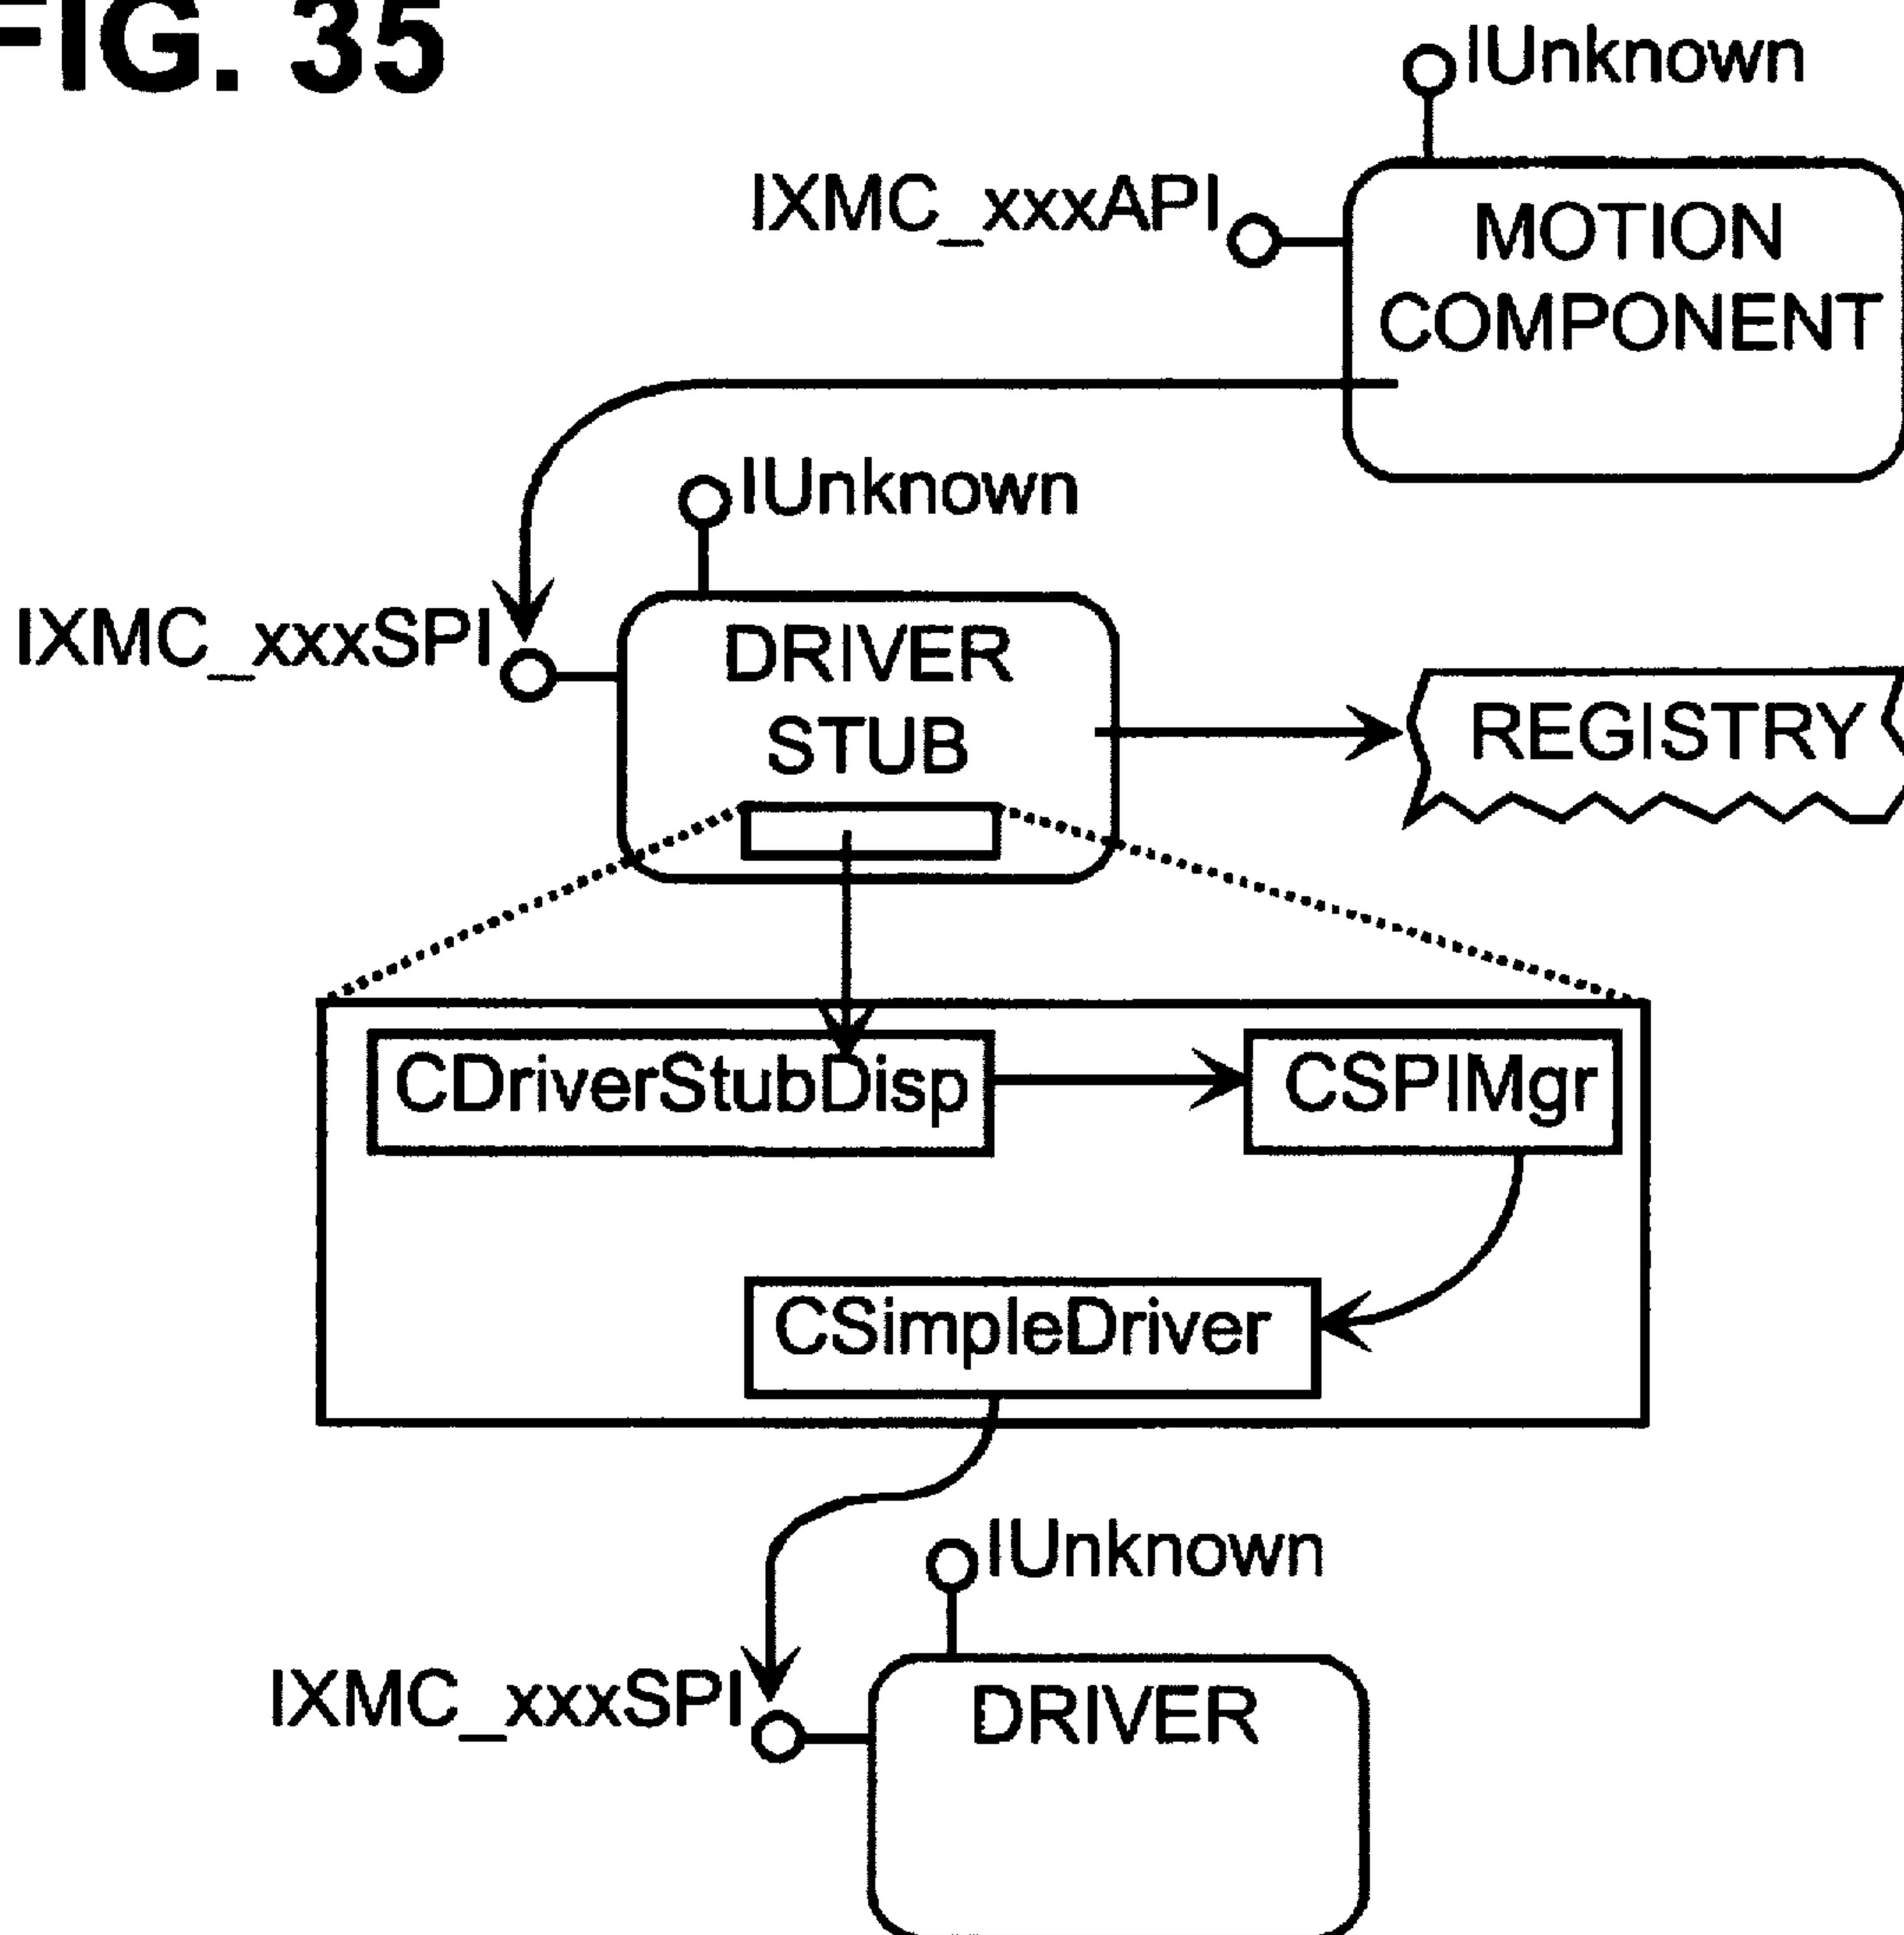 FIG. 35
IUnknown
IXMC_xxxAPI
MOTION
COMPONENT
IUnknown
IXMC_xxxSPI
DRIVER
STUB
REGISTRY
CDriverStubDisp
CSPIMgr
CSimpleDriver
IUnknown
IXMC_xxxSPI
DRIVER